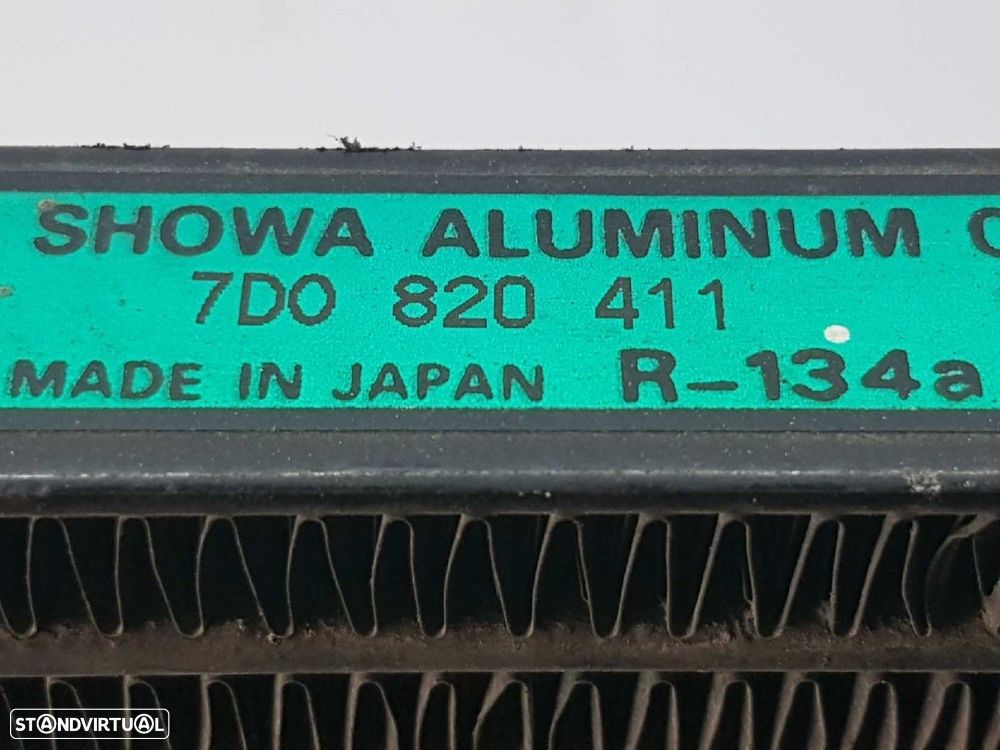 SHOWA ALUMINUM C
7D0 820 411
MADE IN JAPAN R-134a
STANDVIRTUAL